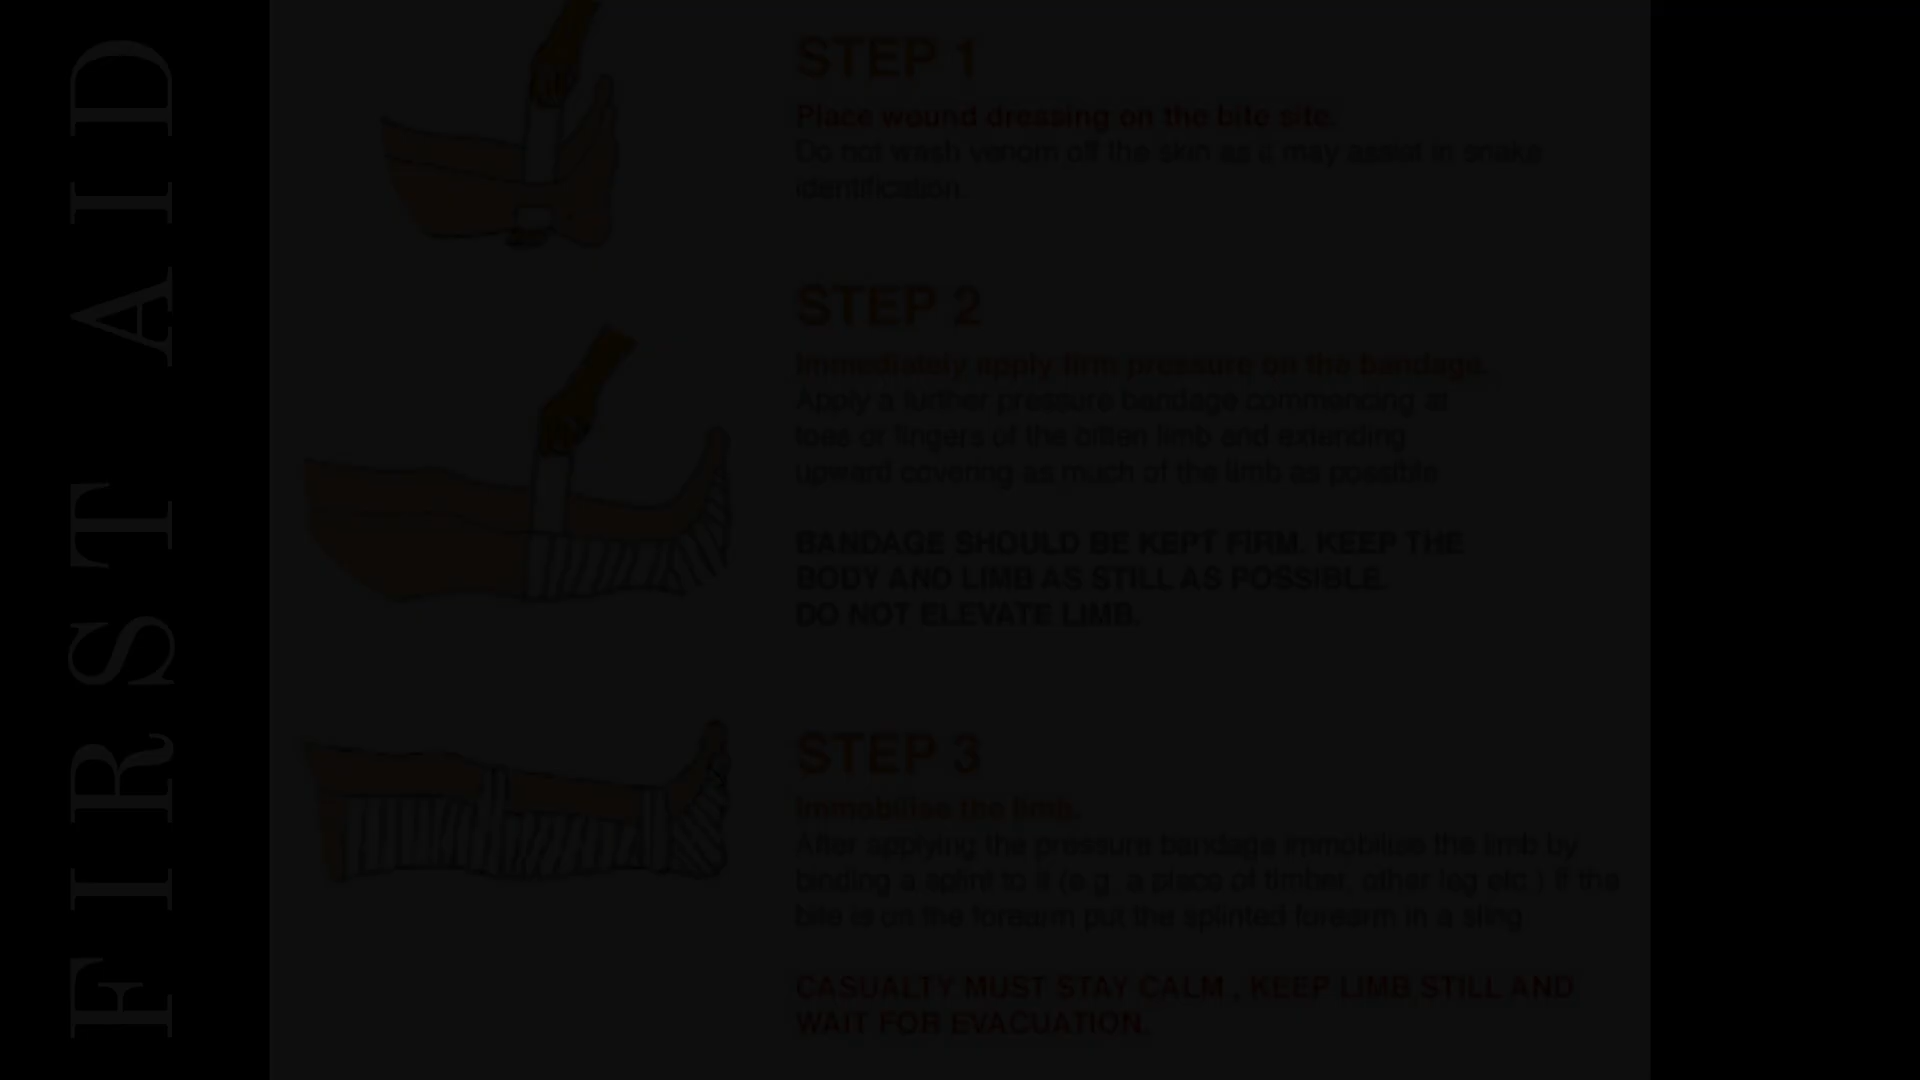 FIRST AID
STEP 1
Place wound dressing on the bite site.
Do not wash venom off the skin as it may assist in snake
identification.
STEP 2
Immediately apply firm pressure on the bandage.
Apply a further pressure bandage commencing at
toes or fingers of the bitten limb and extending
upward covering as much of the limb as possible
BANDAGE SHOULD BE KEPT FIRM. KEEP THE
BODY AND LIMB AS STILL AS POSSIBLE.
DO NOT ELEVATE LIMB.
STEP 3
Immobilise the limb.
After applying the pressure bandage immobilise the limb by
binding a splint to it (e.g. a piece of timber, other leg etc.) If the
bite is on the forearm put the splinted forearm in a sling.
CASUALTY MUST STAY CALM , KEEP LIMB STILL AND
WAIT FOR EVACUATION.